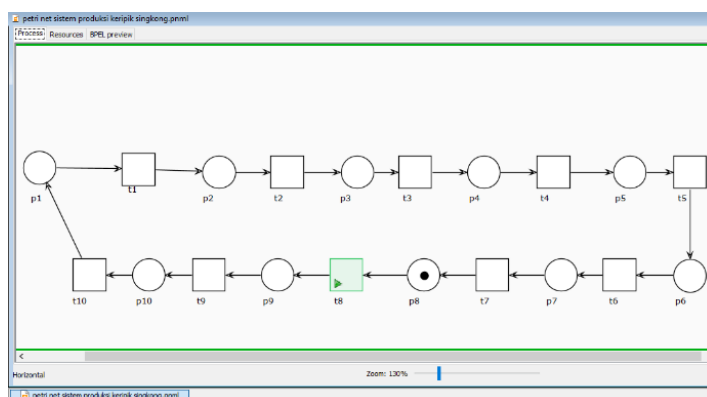 petri net sistem produksi keripik singkong.pnml
Process Resources BPEL preview
p1 t1 p2 t2 p3 t3 p4 t4 p5 t5
t10 p10 t9 p9 t8 p8 t7 p7 t6 p6
Horizontal Zoom: 130%
petri net sistem produksi keripik singkong.pnml